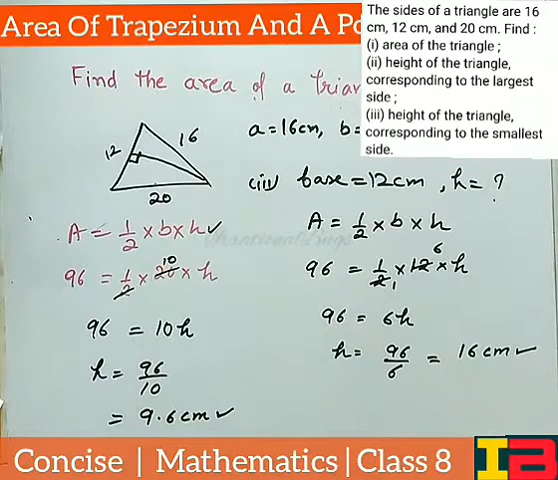 Area Of Trapezium And A Po
The sides of a triangle are 16
cm, 12 cm, and 20 cm. Find :
(i) area of the triangle ;
(ii) height of the triangle,
corresponding to the largest
side ;
(iii) height of the triangle,
corresponding to the smallest
side.
Find the area of a trian
a=16cm, b=
12
16
20
(iii) base=12cm, h= ?
A = 1/2 × b × h ✓
96 = 1/2 × 20 10 × h
96 = 10h
h = 96/10
= 9.6cm ✓
A = 1/2 × b × h
96 = 1/2 1 × 12 6 × h
96 = 6h
h = 96/6 = 16cm ✓
Concise | Mathematics | Class 8